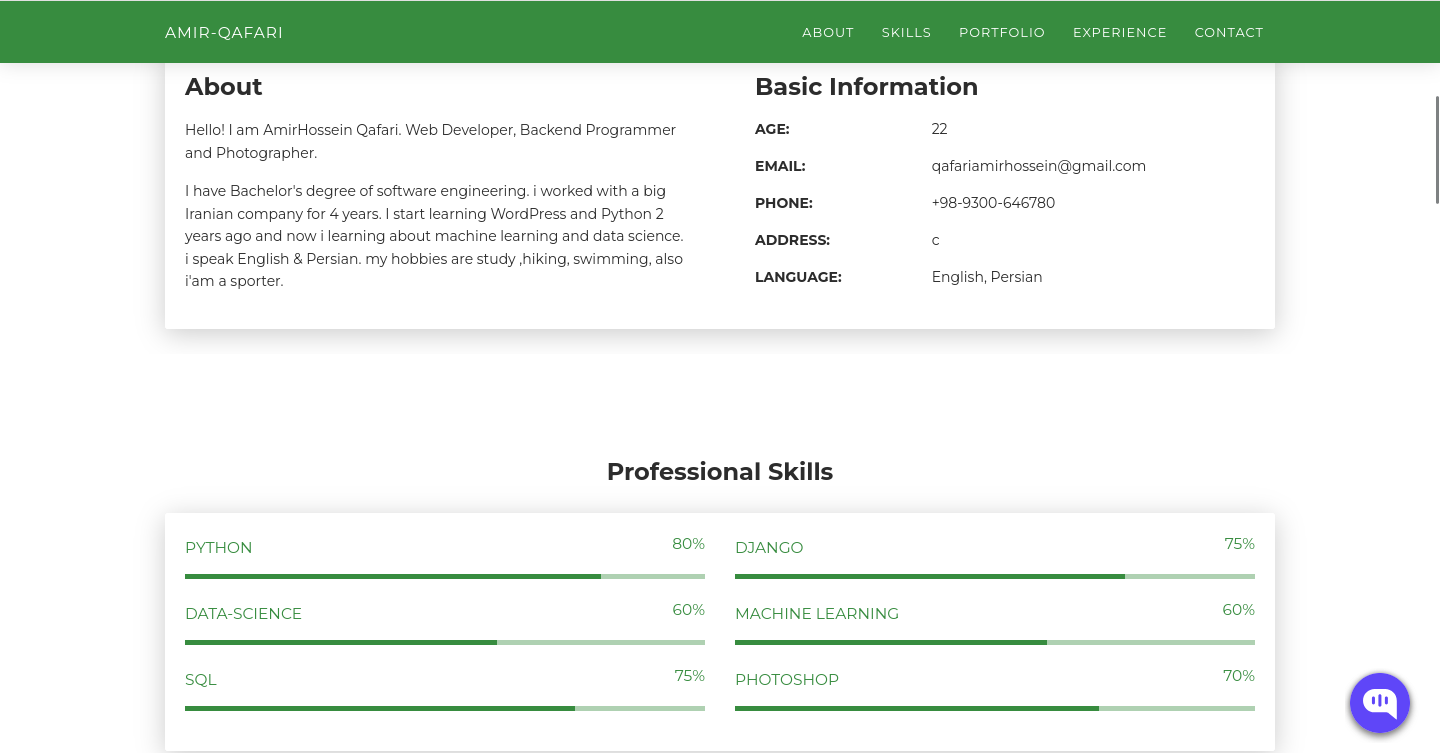 AMIR-QAFARI
ABOUT SKILLS PORTFOLIO EXPERIENCE CONTACT
About
Hello! I am AmirHossein Qafari. Web Developer, Backend Programmer
and Photographer.
I have Bachelor's degree of software engineering. i worked with a big
Iranian company for 4 years. I start learning WordPress and Python 2
years ago and now i learning about machine learning and data science.
i speak English & Persian. my hobbies are study ,hiking, swimming, also
i'am a sporter.
Basic Information
AGE: 22
EMAIL: qafariamirhossein@gmail.com
PHONE: +98-9300-646780
ADDRESS: c
LANGUAGE: English, Persian
Professional Skills
PYTHON 80%
DJANGO 75%
DATA-SCIENCE 60%
MACHINE LEARNING 60%
SQL 75%
PHOTOSHOP 70%